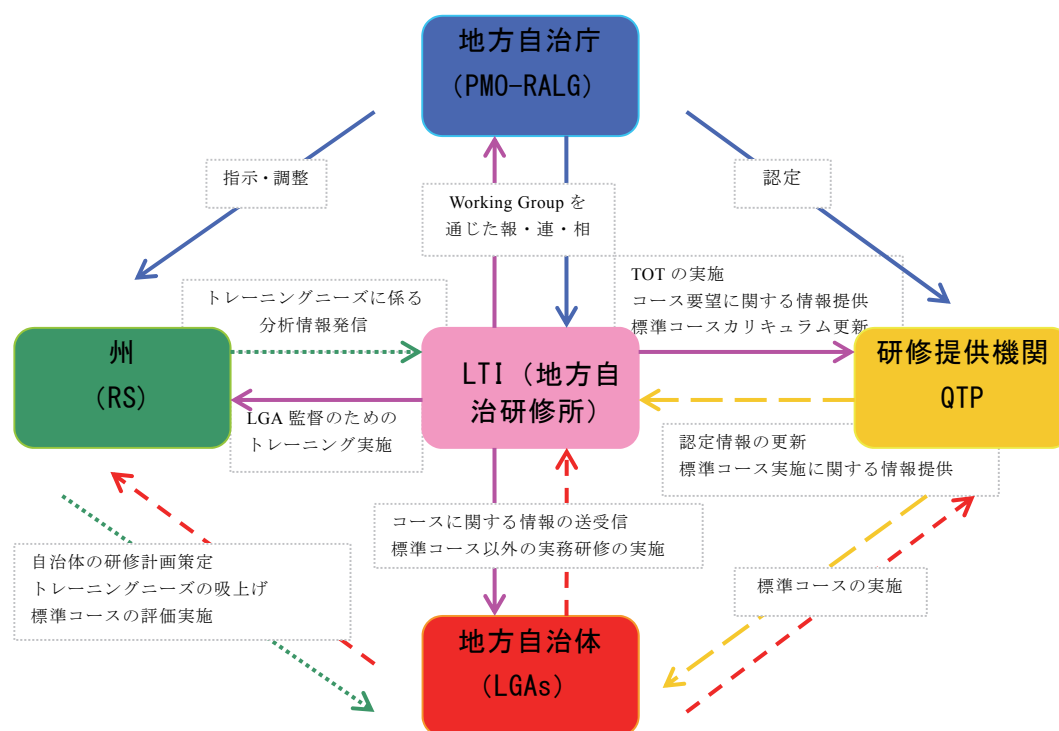 地方自治庁
(PMO-RALG)
指示・調整
認定
Working Group を
通じた報・連・相
TOT の実施
コース要望に関する情報提供
標準コースカリキュラム更新
トレーニングニーズに係る
分析情報発信
州
(RS)
LTI（地方自
治研修所）
研修提供機関
QTP
LGA 監督のための
トレーニング実施
認定情報の更新
標準コース実施に関する情報提供
コースに関する情報の送受信
標準コース以外の実務研修の実施
自治体の研修計画策定
トレーニングニーズの吸上げ
標準コースの評価実施
標準コースの実施
地方自治体
(LGAs)